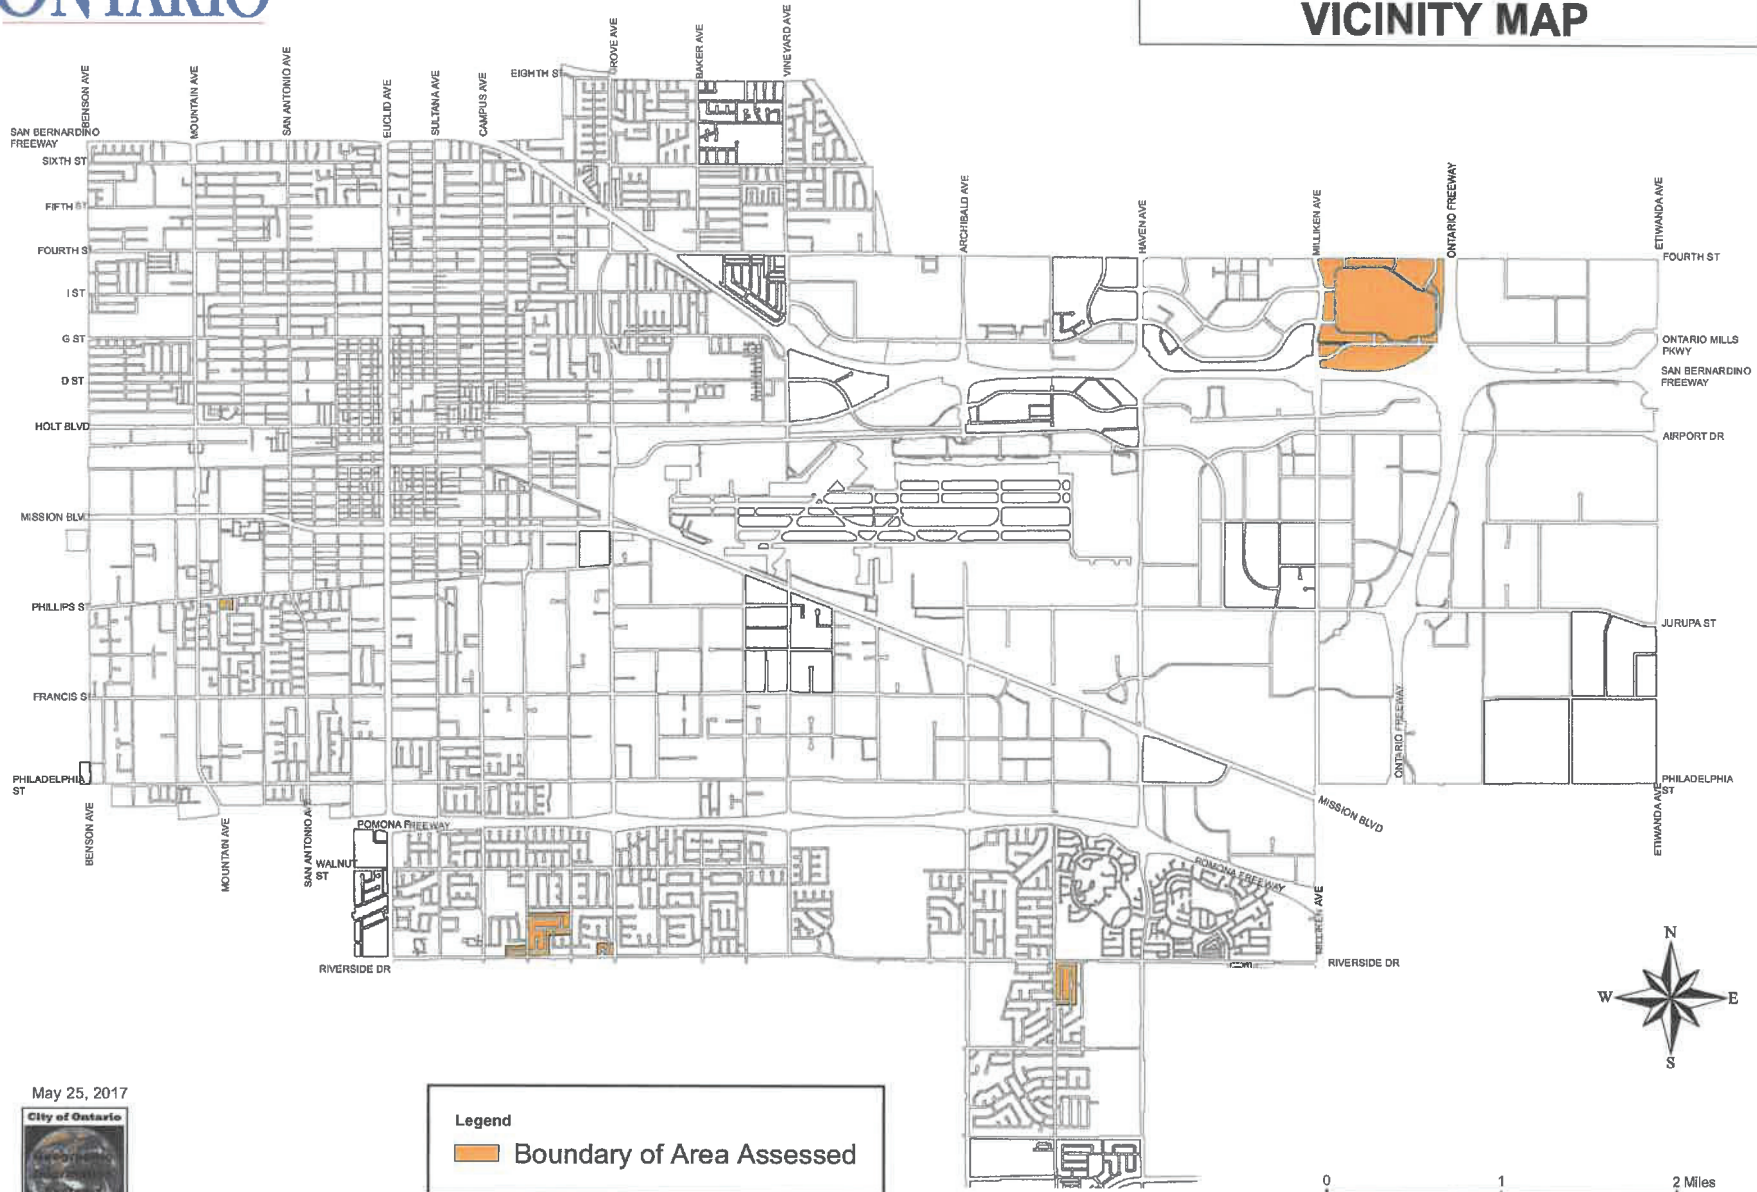 ONTARIO
VICINITY MAP
BENSON AVE
MOUNTAIN AVE
SAN ANTONIO AVE
EUCLID AVE
SULTANA AVE
CAMPUS AVE
EIGHTH ST
GROVE AVE
BAKER AVE
VINEYARD AVE
ARCHIBALD AVE
HAVEN AVE
MILLIKEN AVE
ONTARIO FREEWAY
ETIWANDA AVE
SAN BERNARDINO
FREEWAY
SIXTH ST
FIFTH ST
FOURTH S
I ST
G ST
D ST
HOLT BLVD
MISSION BLV
PHILLIPS ST
FRANCIS S
PHILADELPHIA
ST
FOURTH ST
ONTARIO MILLS
PKWY
SAN BERNARDINO
FREEWAY
AIRPORT DR
JURUPA ST
ONTARIO FREEWAY
PHILADELPHIA
ST
ETIWANDA AVE
MISSION BLVD
BENSON AVE
MOUNTAIN AVE
SAN ANTONIO AVE
POMONA FREEWAY
WALNUT
ST
POMONA FREEWAY
MILLIKEN AVE
RIVERSIDE DR
RIVERSIDE DR
N
W
E
S
May 25, 2017
City of Ontario
Geographic
Information
Legend
Boundary of Area Assessed
0 1 2 Miles